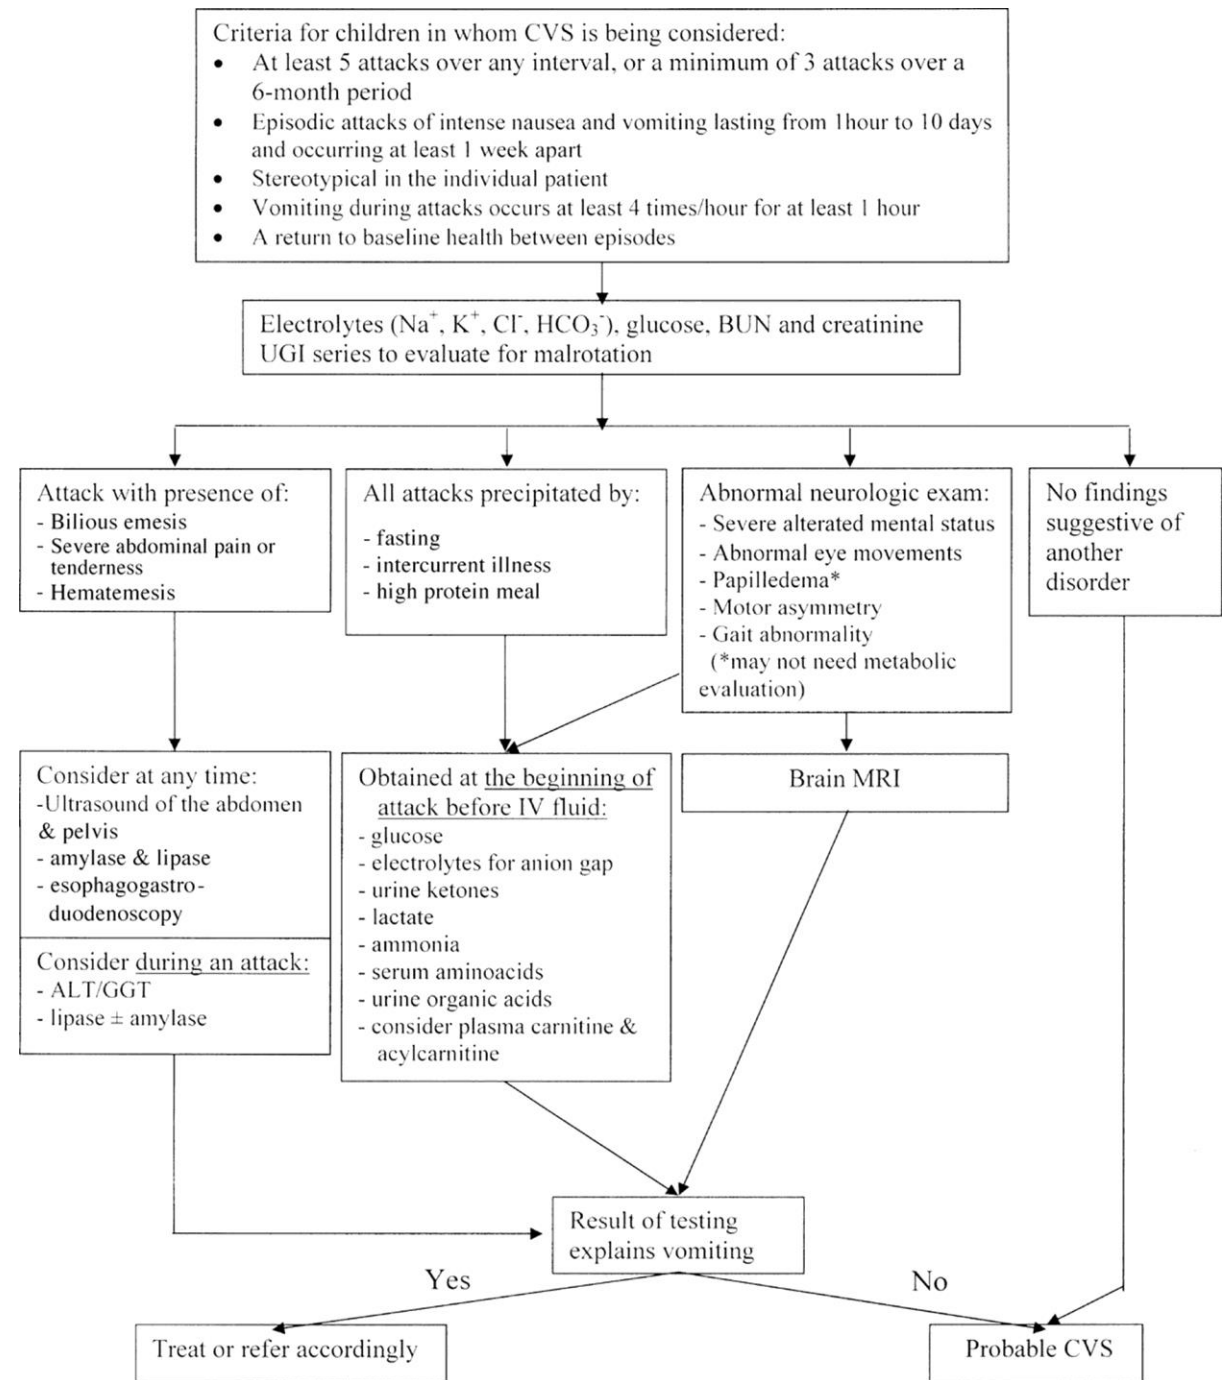 Criteria for children in whom CVS is being considered:
• At least 5 attacks over any interval, or a minimum of 3 attacks over a
6-month period
• Episodic attacks of intense nausea and vomiting lasting from 1hour to 10 days
and occurring at least 1 week apart
• Stereotypical in the individual patient
• Vomiting during attacks occurs at least 4 times/hour for at least 1 hour
• A return to baseline health between episodes
Electrolytes (Na⁺, K⁺, Cl⁻, HCO₃⁻), glucose, BUN and creatinine
UGI series to evaluate for malrotation
Attack with presence of:
- Bilious emesis
- Severe abdominal pain or
tenderness
- Hematemesis
All attacks precipitated by:
- fasting
- intercurrent illness
- high protein meal
Abnormal neurologic exam:
- Severe alterated mental status
- Abnormal eye movements
- Papilledema*
- Motor asymmetry
- Gait abnormality
(*may not need metabolic
evaluation)
No findings
suggestive of
another
disorder
Consider at any time:
-Ultrasound of the abdomen
& pelvis
- amylase & lipase
- esophagogastro-
duodenoscopy
Consider during an attack:
- ALT/GGT
- lipase ± amylase
Obtained at the beginning of
attack before IV fluid:
- glucose
- electrolytes for anion gap
- urine ketones
- lactate
- ammonia
- serum aminoacids
- urine organic acids
- consider plasma carnitine &
acylcarnitine
Brain MRI
Result of testing
explains vomiting
Yes
No
Treat or refer accordingly
Probable CVS